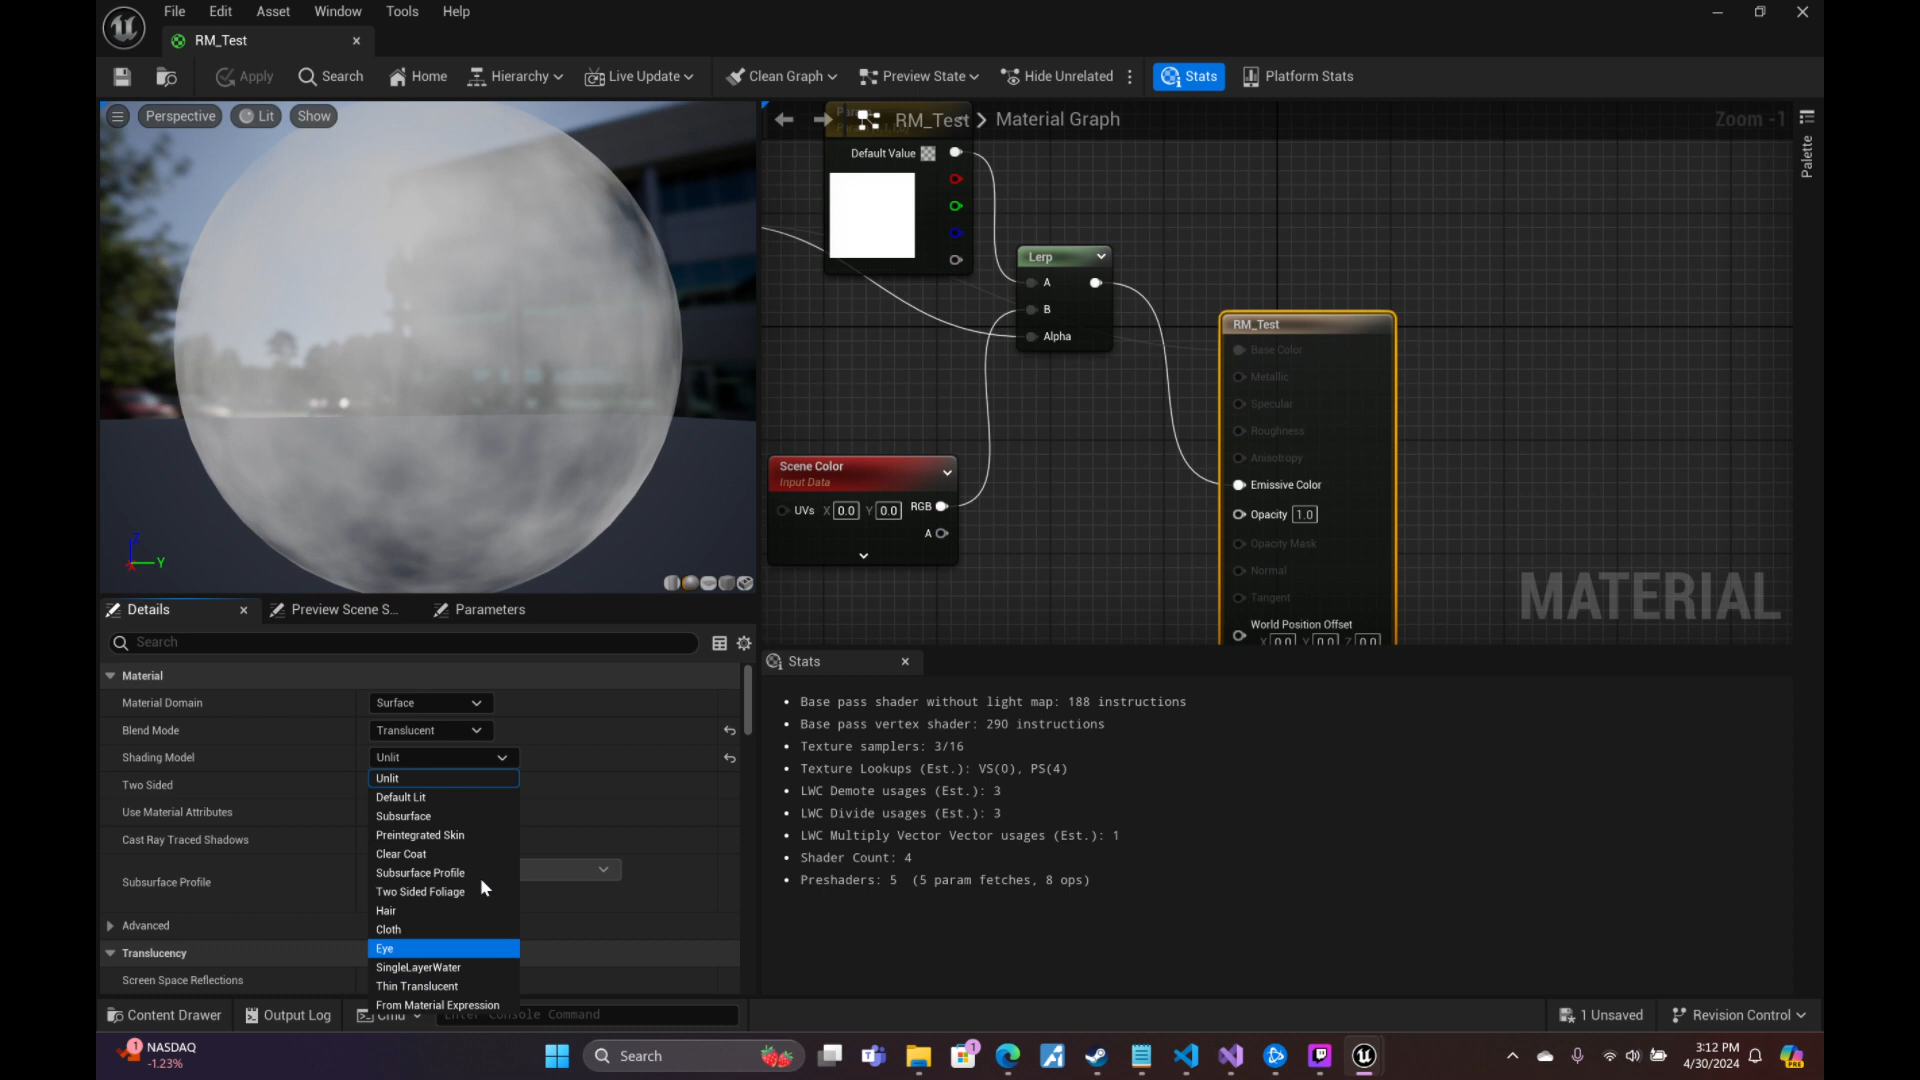 File Edit Asset Window Tools Help
RM_Test
Apply Search Home Hierarchy Live Update Clean Graph Preview State Hide Unrelated Stats Platform Stats
Perspective Lit Show
RM_Test > Material Graph
Zoom -1
Palette
Default Value
Lerp
A
B
Alpha
Scene Color
Input Data
UVs X 0.0 Y 0.0 RGB
A
RM_Test
Base Color
Metallic
Specular
Roughness
Anisotropy
Emissive Color
Opacity 1.0
Opacity Mask
Normal
Tangent
World Position Offset
X 0.0 Y 0.0 Z 0.0
MATERIAL
Z
Y
X
Details Preview Scene S... Parameters
Search
Material
Material Domain Surface
Blend Mode Translucent
Shading Model Unlit
Two Sided
Use Material Attributes
Cast Ray Traced Shadows
Subsurface Profile
Advanced
Translucency
Screen Space Reflections
Unlit
Default Lit
Subsurface
Preintegrated Skin
Clear Coat
Subsurface Profile
Two Sided Foliage
Hair
Cloth
Eye
SingleLayerWater
Thin Translucent
From Material Expression
Stats
• Base pass shader without light map: 188 instructions
• Base pass vertex shader: 290 instructions
• Texture samplers: 3/16
• Texture Lookups (Est.): VS(0), PS(4)
• LWC Demote usages (Est.): 3
• LWC Divide usages (Est.): 3
• LWC Multiply Vector Vector usages (Est.): 1
• Shader Count: 4
• Preshaders: 5 (5 param fetches, 8 ops)
Content Drawer Output Log Cmd Enter Console Command 1 Unsaved Revision Control
1 NASDAQ
-1.23%
Search
1
3:12 PM
4/30/2024
PRE